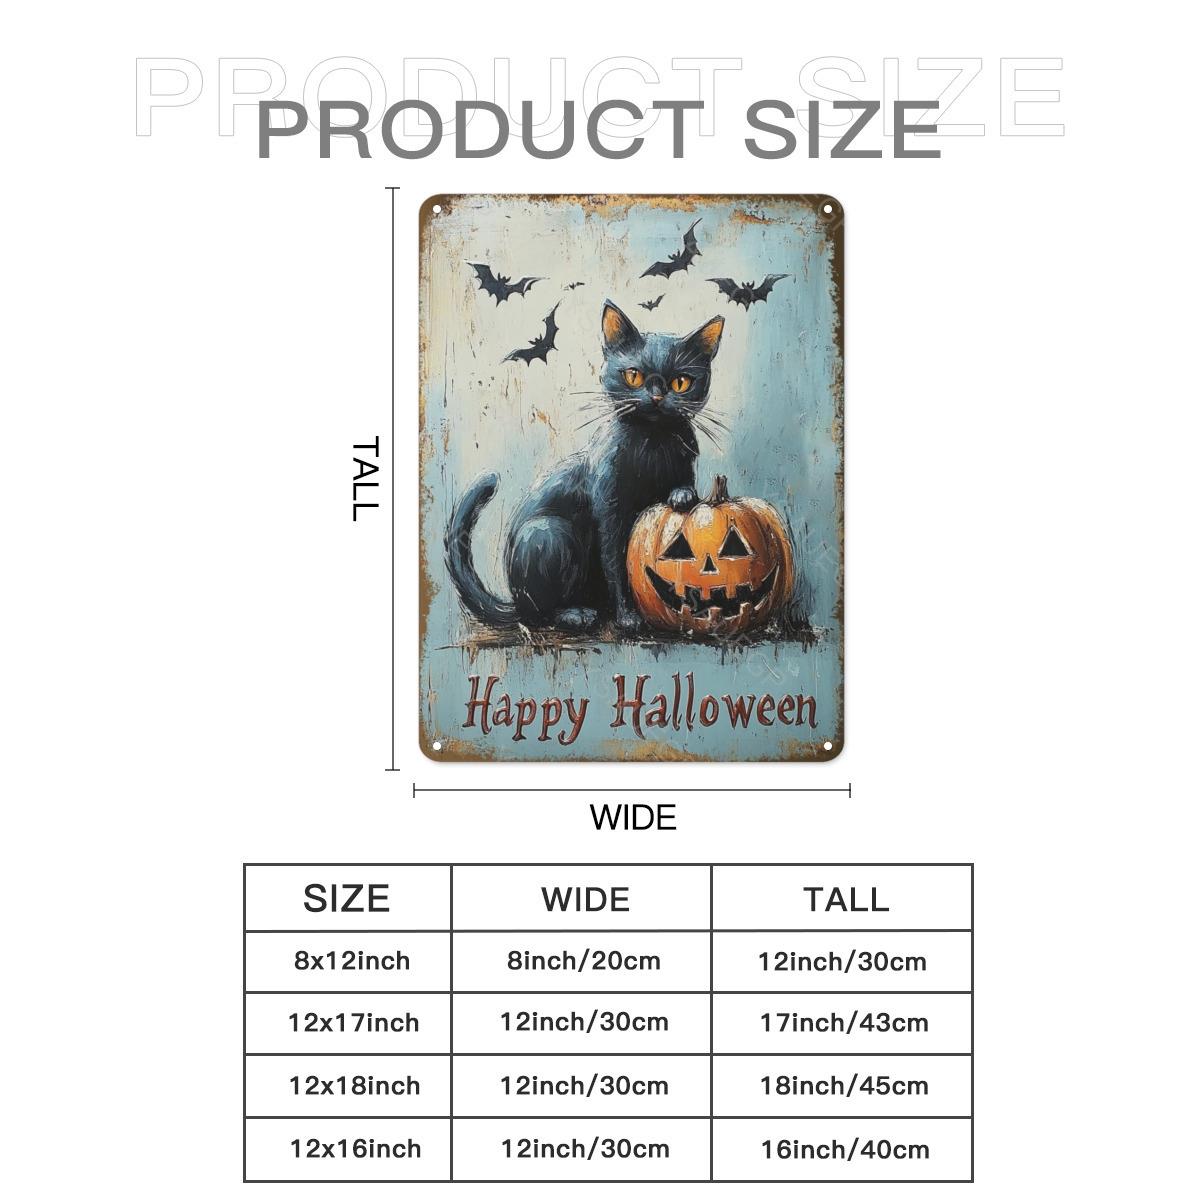 PRODUCT SIZE
PRODUCT SIZE
TALL
Happy Halloween
WIDE
SIZE WIDE TALL
8x12inch 8inch/20cm 12inch/30cm
12x17inch 12inch/30cm 17inch/43cm
12x18inch 12inch/30cm 18inch/45cm
12x16inch 12inch/30cm 16inch/40cm